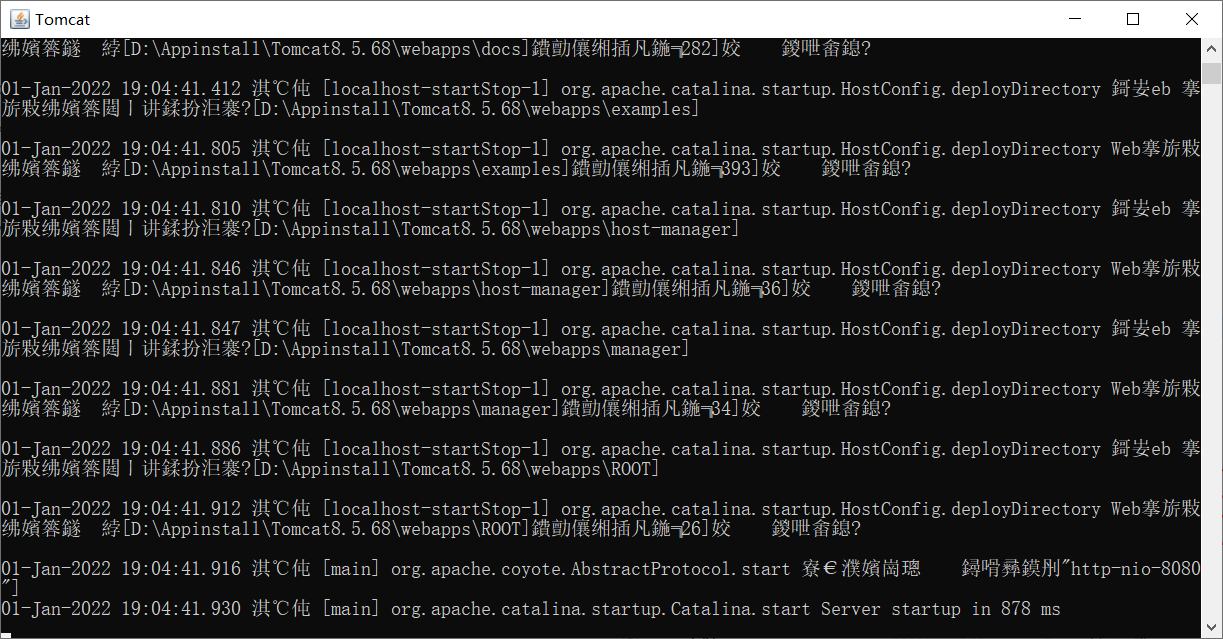 Tomcat
绋嬪簭鐩  綍[D:\Appinstall\Tomcat8.5.68\webapps\docs]鐨勯儴缃插凡鍦╗282]姣    鍐呭畬鎴?
01-Jan-2022 19:04:41.412 淇℃伅 [localhost-startStop-1] org.apache.catalina.startup.HostConfig.deployDirectory 鎶妛eb 搴
旂敤绋嬪簭閮ㄧ讲鍒扮洰褰?[D:\Appinstall\Tomcat8.5.68\webapps\examples]
01-Jan-2022 19:04:41.805 淇℃伅 [localhost-startStop-1] org.apache.catalina.startup.HostConfig.deployDirectory Web搴旂敤
绋嬪簭鐩  綍[D:\Appinstall\Tomcat8.5.68\webapps\examples]鐨勯儴缃插凡鍦╗393]姣    鍐呭畬鎴?
01-Jan-2022 19:04:41.810 淇℃伅 [localhost-startStop-1] org.apache.catalina.startup.HostConfig.deployDirectory 鎶妛eb 搴
旂敤绋嬪簭閮ㄧ讲鍒扮洰褰?[D:\Appinstall\Tomcat8.5.68\webapps\host-manager]
01-Jan-2022 19:04:41.846 淇℃伅 [localhost-startStop-1] org.apache.catalina.startup.HostConfig.deployDirectory Web搴旂敤
绋嬪簭鐩  綍[D:\Appinstall\Tomcat8.5.68\webapps\host-manager]鐨勯儴缃插凡鍦╗36]姣    鍐呭畬鎴?
01-Jan-2022 19:04:41.847 淇℃伅 [localhost-startStop-1] org.apache.catalina.startup.HostConfig.deployDirectory 鎶妛eb 搴
旂敤绋嬪簭閮ㄧ讲鍒扮洰褰?[D:\Appinstall\Tomcat8.5.68\webapps\manager]
01-Jan-2022 19:04:41.881 淇℃伅 [localhost-startStop-1] org.apache.catalina.startup.HostConfig.deployDirectory Web搴旂敤
绋嬪簭鐩  綍[D:\Appinstall\Tomcat8.5.68\webapps\manager]鐨勯儴缃插凡鍦╗34]姣    鍐呭畬鎴?
01-Jan-2022 19:04:41.886 淇℃伅 [localhost-startStop-1] org.apache.catalina.startup.HostConfig.deployDirectory 鎶妛eb 搴
旂敤绋嬪簭閮ㄧ讲鍒扮洰褰?[D:\Appinstall\Tomcat8.5.68\webapps\ROOT]
01-Jan-2022 19:04:41.912 淇℃伅 [localhost-startStop-1] org.apache.catalina.startup.HostConfig.deployDirectory Web搴旂敤
绋嬪簭鐩  綍[D:\Appinstall\Tomcat8.5.68\webapps\ROOT]鐨勯儴缃插凡鍦╗26]姣    鍐呭畬鎴?
01-Jan-2022 19:04:41.916 淇℃伅 [main] org.apache.coyote.AbstractProtocol.start 寮€濮嬪崗璁    鍙ユ焺"http-nio-8080
"]
01-Jan-2022 19:04:41.930 淇℃伅 [main] org.apache.catalina.startup.Catalina.start Server startup in 878 ms